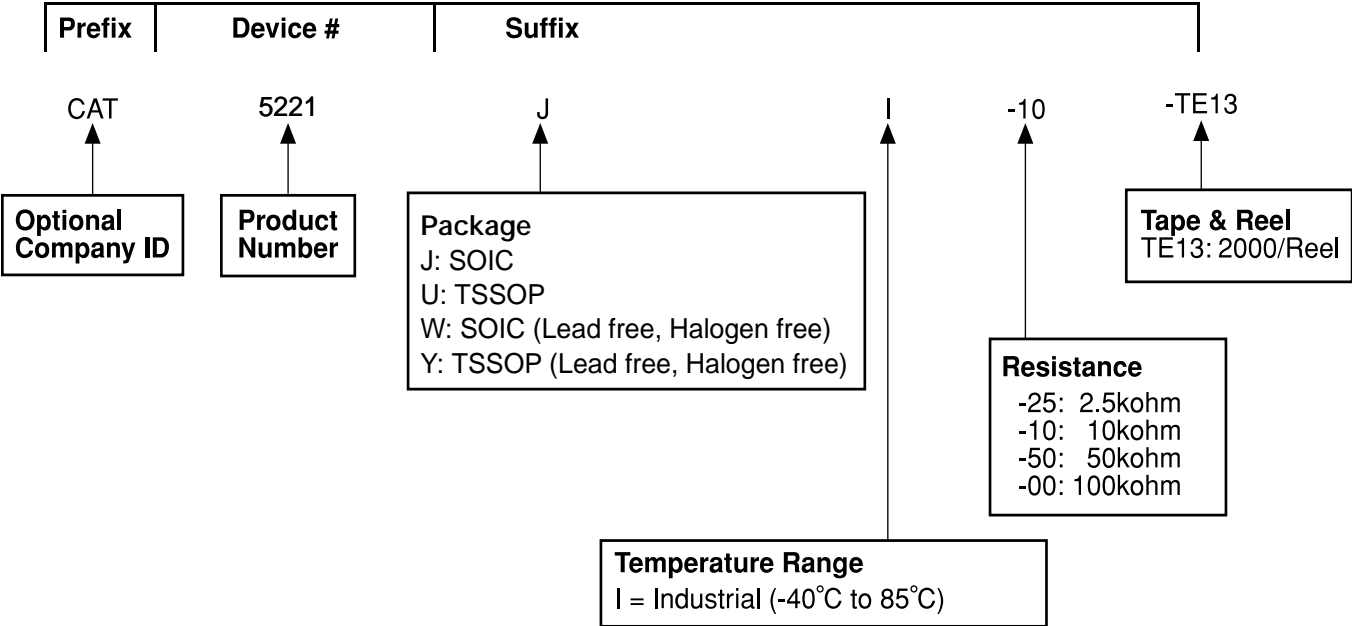 Prefix Device # Suffix
CAT 5221 J I -10 -TE13
Optional
Company ID
Product
Number
Package
J: SOIC
U: TSSOP
W: SOIC (Lead free, Halogen free)
Y: TSSOP (Lead free, Halogen free)
Tape & Reel
TE13: 2000/Reel
Resistance
-25: 2.5kohm
-10: 10kohm
-50: 50kohm
-00: 100kohm
Temperature Range
I = Industrial (-40°C to 85°C)